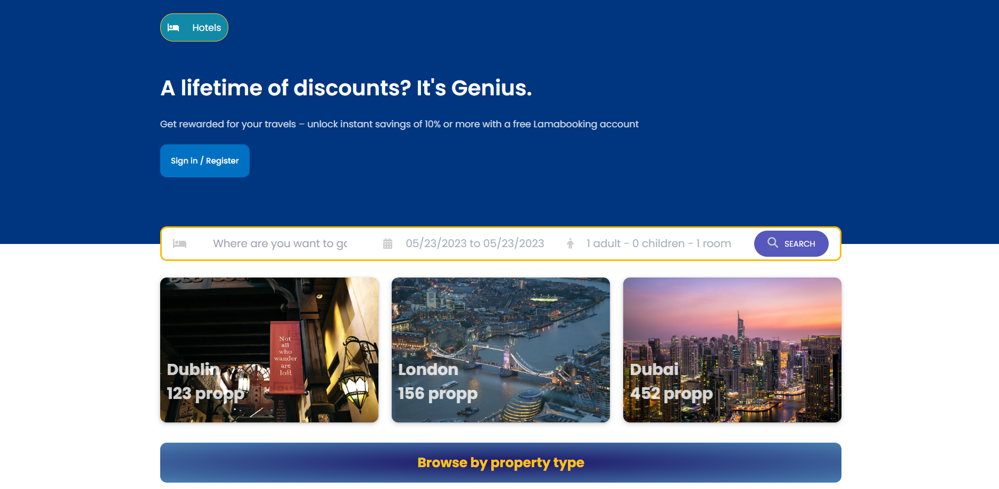 Hotels
A lifetime of discounts? It's Genius.
Get rewarded for your travels – unlock instant savings of 10% or more with a free Lamabooking account
Sign in / Register
Where are you want to go
05/23/2023 to 05/23/2023
1 adult - 0 children - 1 room
SEARCH
Not
all
who
wander
are
lost
Dublin
123 propp
London
156 propp
Dubai
452 propp
Browse by property type